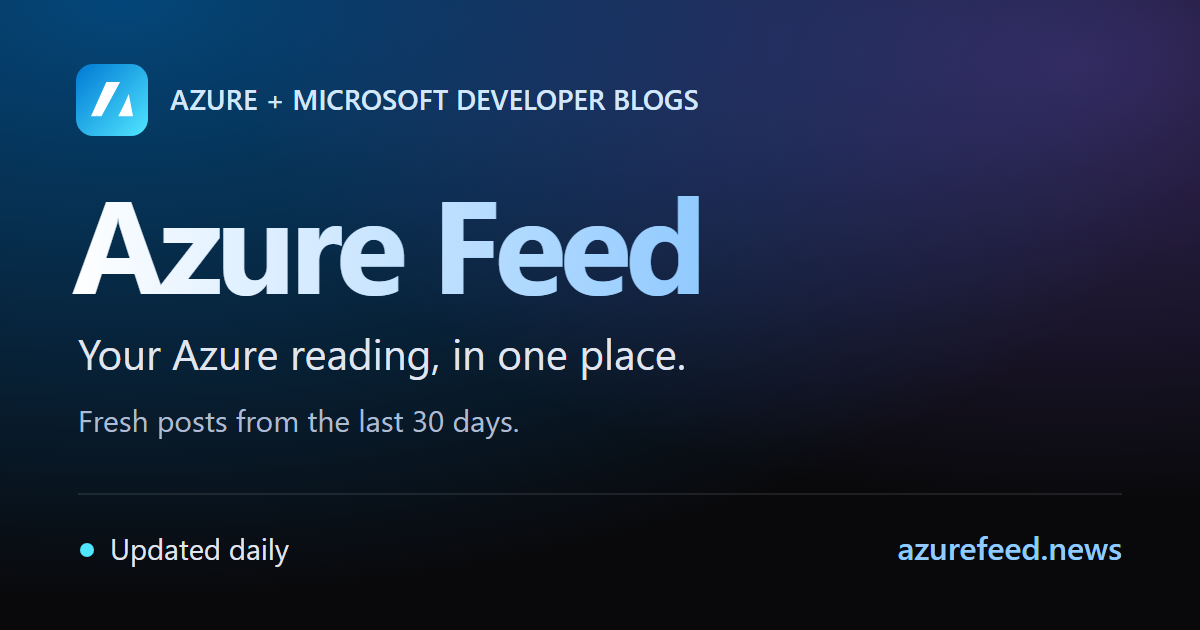 AZURE + MICROSOFT DEVELOPER BLOGS
Azure Feed
Your Azure reading, in one place.
Fresh posts from the last 30 days.
Updated daily
azurefeed.news